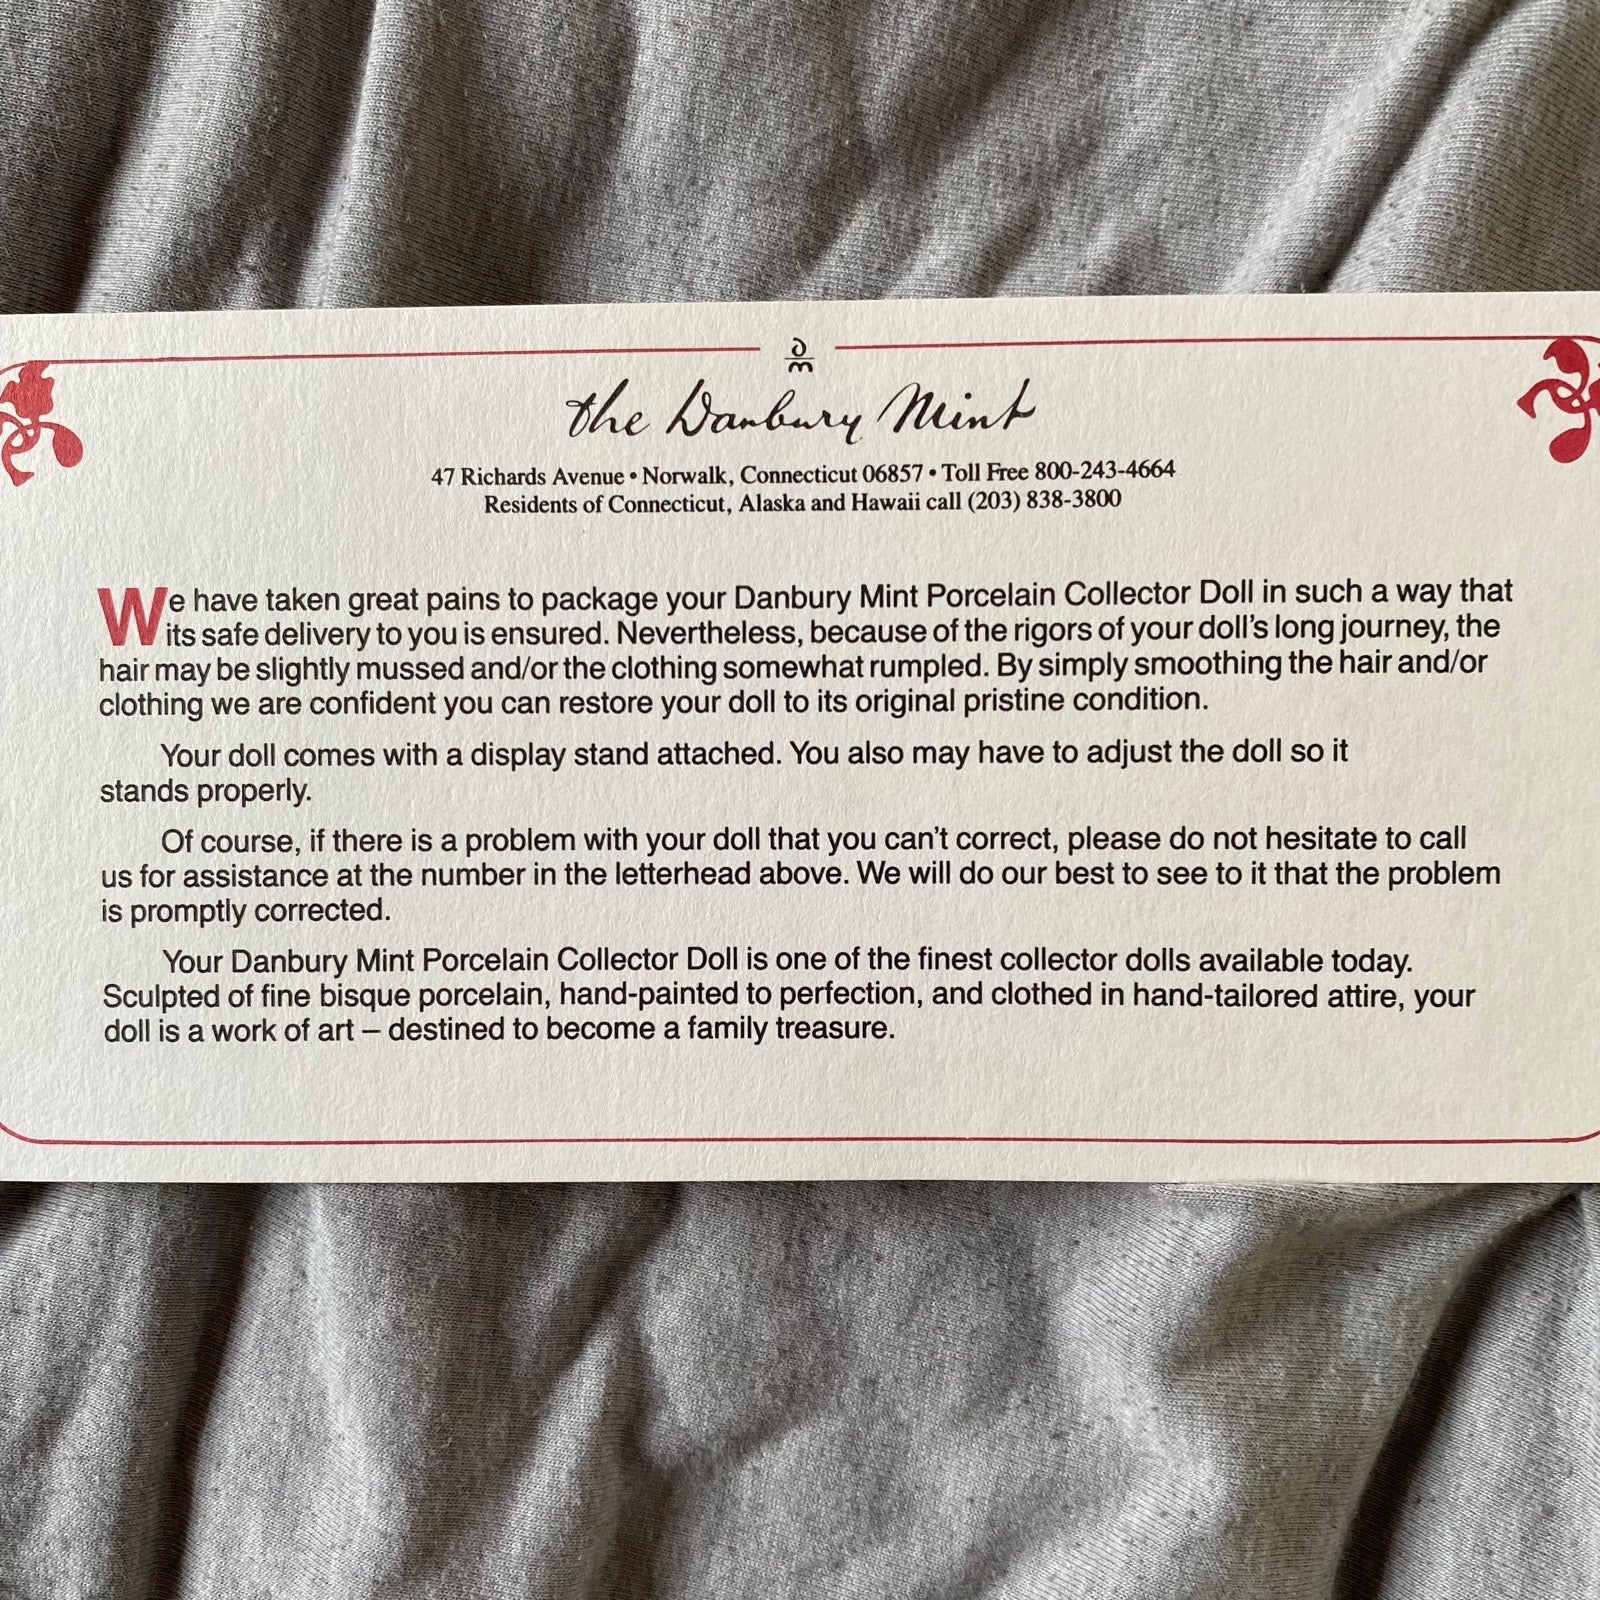 the Danbury Mint
47 Richards Avenue • Norwalk, Connecticut 06857 • Toll Free 800-243-4664
Residents of Connecticut, Alaska and Hawaii call (203) 838-3800
We have taken great pains to package your Danbury Mint Porcelain Collector Doll in such a way that
its safe delivery to you is ensured. Nevertheless, because of the rigors of your doll's long journey, the
hair may be slightly mussed and/or the clothing somewhat rumpled. By simply smoothing the hair and/or
clothing we are confident you can restore your doll to its original pristine condition.
Your doll comes with a display stand attached. You also may have to adjust the doll so it
stands properly.
Of course, if there is a problem with your doll that you can't correct, please do not hesitate to call
us for assistance at the number in the letterhead above. We will do our best to see to it that the problem
is promptly corrected.
Your Danbury Mint Porcelain Collector Doll is one of the finest collector dolls available today.
Sculpted of fine bisque porcelain, hand-painted to perfection, and clothed in hand-tailored attire, your
doll is a work of art – destined to become a family treasure.